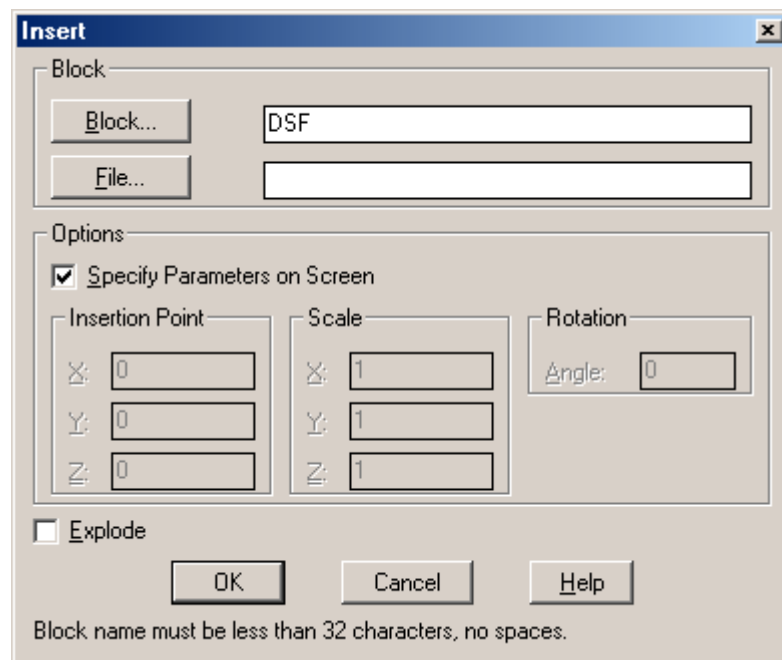 Insert
Block
Block...
DSF
File...
Options
Specify Parameters on Screen
Insertion Point
Scale
Rotation
X: 0
X: 1
Angle: 0
Y: 0
Y: 1
Z: 0
Z: 1
Explode
OK
Cancel
Help
Block name must be less than 32 characters, no spaces.